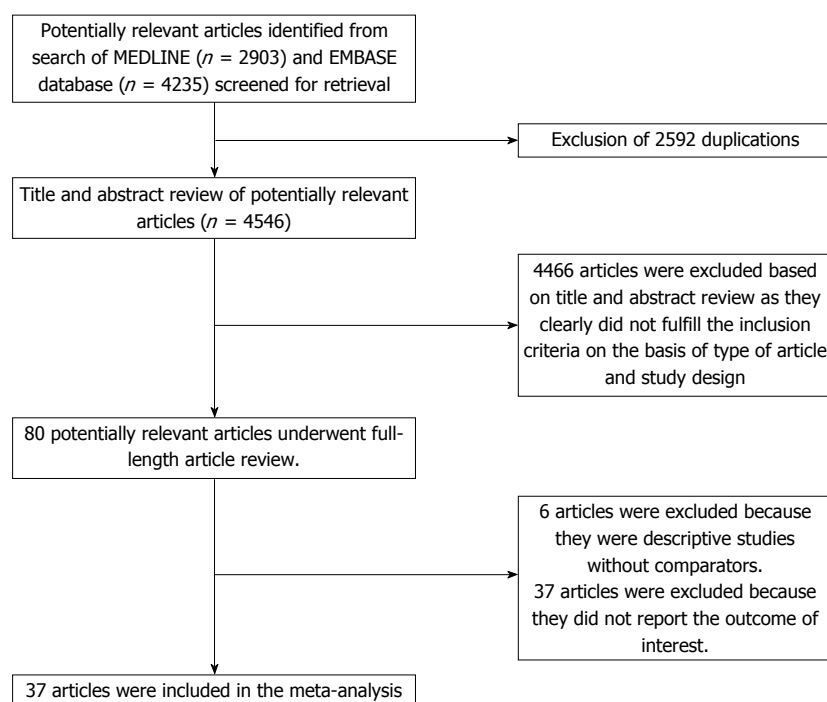 Potentially relevant articles identified from
search of MEDLINE (n = 2903) and EMBASE
database (n = 4235) screened for retrieval
Exclusion of 2592 duplications
Title and abstract review of potentially relevant
articles (n = 4546)
4466 articles were excluded based
on title and abstract review as they
clearly did not fulfill the inclusion
criteria on the basis of type of article
and study design
80 potentially relevant articles underwent full-
length article review.
6 articles were excluded because
they were descriptive studies
without comparators.
37 articles were excluded because
they did not report the outcome of
interest.
37 articles were included in the meta-analysis